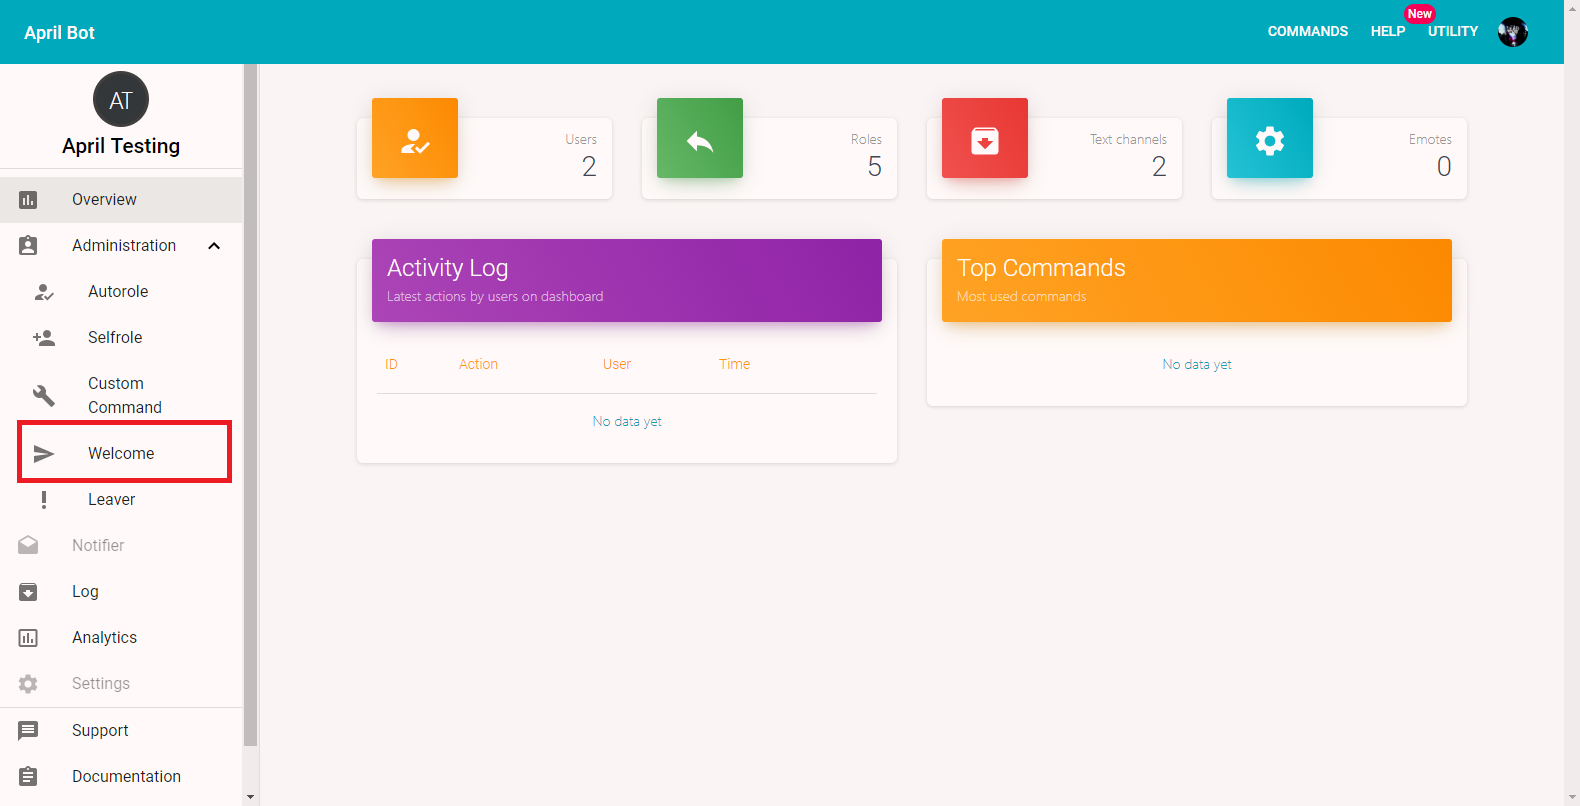 April Bot
COMMANDS
HELP
New
UTILITY
AT
April Testing
Overview
Administration
Autorole
Selfrole
Custom
Command
Welcome
Leaver
Notifier
Log
Analytics
Settings
Support
Documentation
Users
2
Roles
5
Text channels
2
Emotes
0
Activity Log
Latest actions by users on dashboard
ID Action User Time
No data yet
Top Commands
Most used commands
No data yet